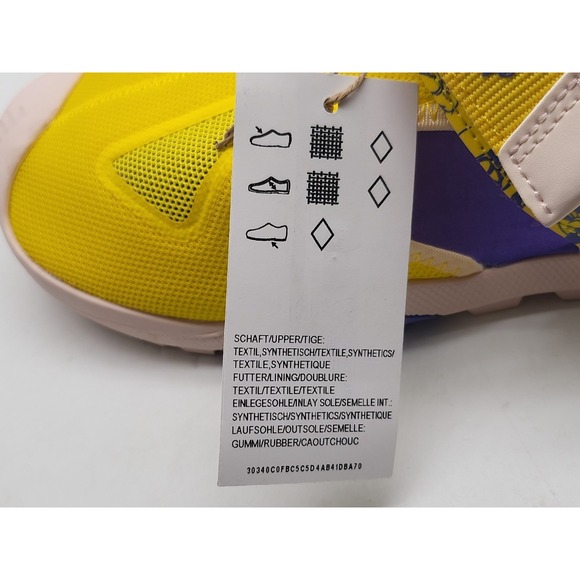 SCHAFT/UPPER/TIGE:
TEXTIL,SYNTHETISCH/TEXTILE,SYNTHETICS/
TEXTILE,SYNTHETIQUE
FUTTER/LINING/DOUBLURE:
TEXTIL/TEXTILE/TEXTILE
EINLEGESOHLE/INLAY SOLE/SEMELLE INT.:
SYNTHETISCH/SYNTHETICS/SYNTHETIQUE
LAUFSOHLE/OUTSOLE/SEMELLE:
GUMMI/RUBBER/CAOUTCHOUC
30340C0FBC5C5D4AB41DBA70